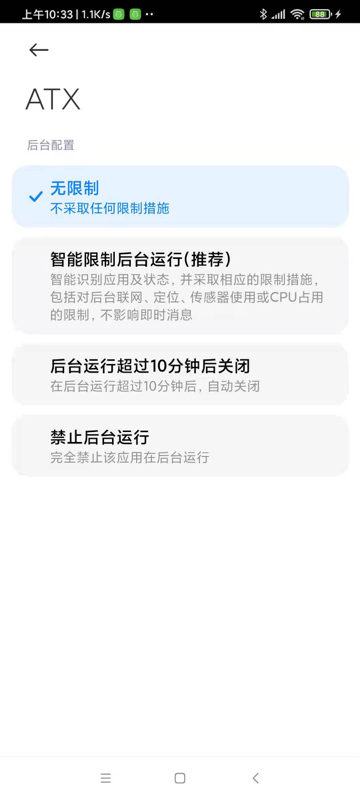 上午10:33 | 1.1K/s
88
ATX
后台配置
无限制
不采取任何限制措施
智能限制后台运行(推荐)
智能识别应用及状态，并采取相应的限制措施，
包括对后台联网、定位、传感器使用或CPU占用
的限制，不影响即时消息
后台运行超过10分钟后关闭
在后台运行超过10分钟后，自动关闭
禁止后台运行
完全禁止该应用在后台运行